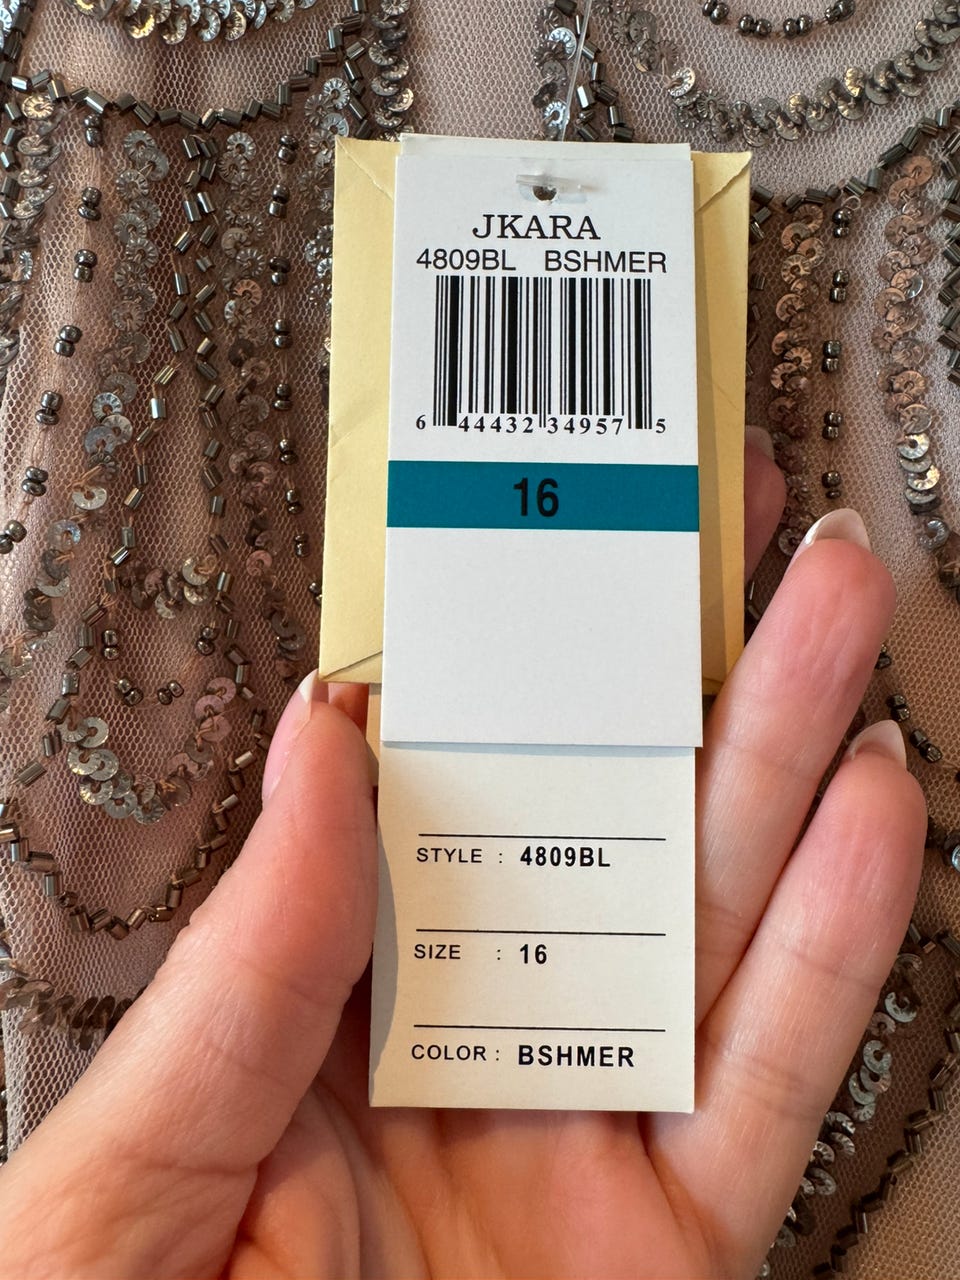 JKARA
4809BL BSHMER
6 44432 34957 5
16
STYLE : 4809BL
SIZE : 16
COLOR : BSHMER